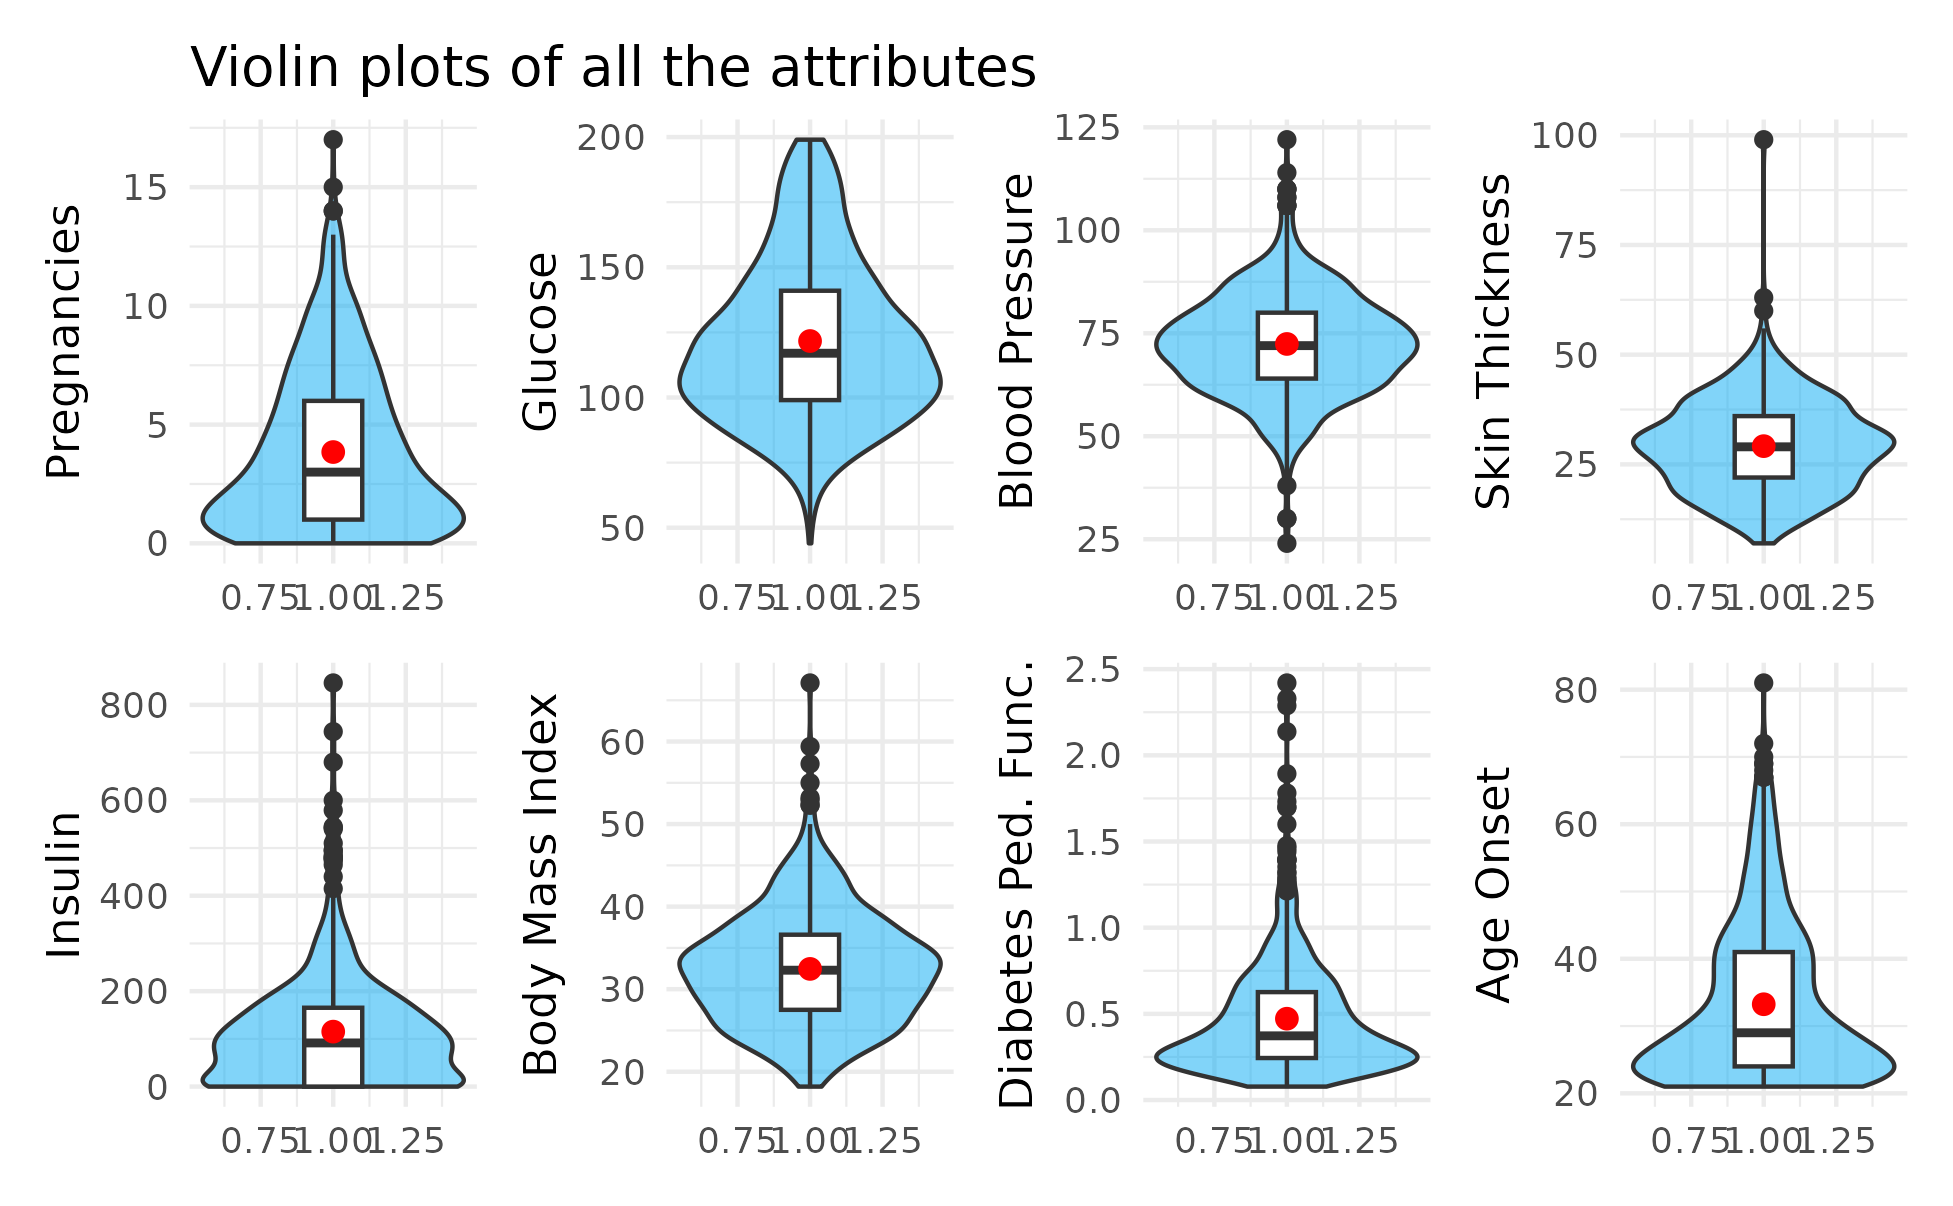 Violin plots of all the attributes
Pregnancies
15
10
5
0
0.75 1.00 1.25
Glucose
200
150
100
50
0.75 1.00 1.25
Blood Pressure
125
100
75
50
25
0.75 1.00 1.25
Skin Thickness
100
75
50
25
0.75 1.00 1.25
Insulin
800
600
400
200
0
0.75 1.00 1.25
Body Mass Index
60
50
40
30
20
0.75 1.00 1.25
Diabetes Ped. Func.
2.5
2.0
1.5
1.0
0.5
0.0
0.75 1.00 1.25
Age Onset
80
60
40
20
0.75 1.00 1.25